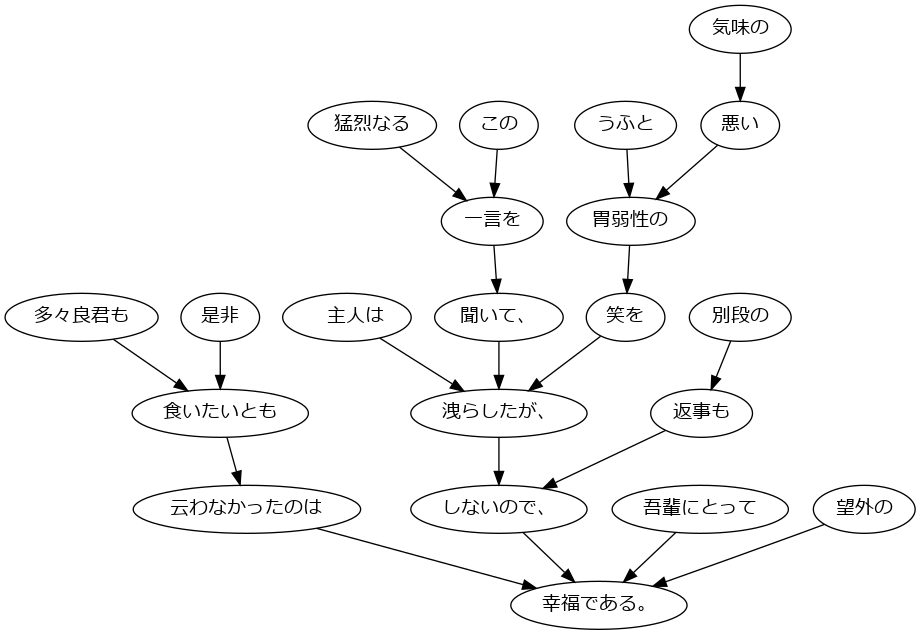 気味の
猛烈なる
この
うふと
悪い
一言を
胃弱性の
多々良君も
是非
主人は
聞いて、
笑を
別段の
食いたいとも
洩らしたが、
返事も
云わなかったのは
しないので、
吾輩にとって
望外の
幸福である。